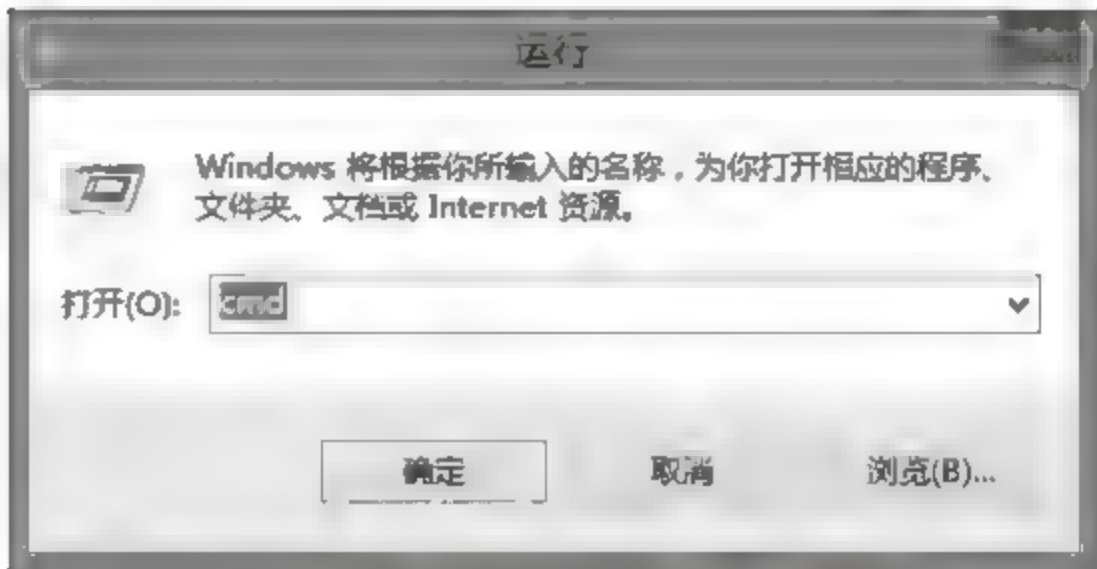 运行
Windows 将根据你所输入的名称，为你打开相应的程序、
文件夹、文档或 Internet 资源。
打开(O): cmd
确定 取消 浏览(B)...